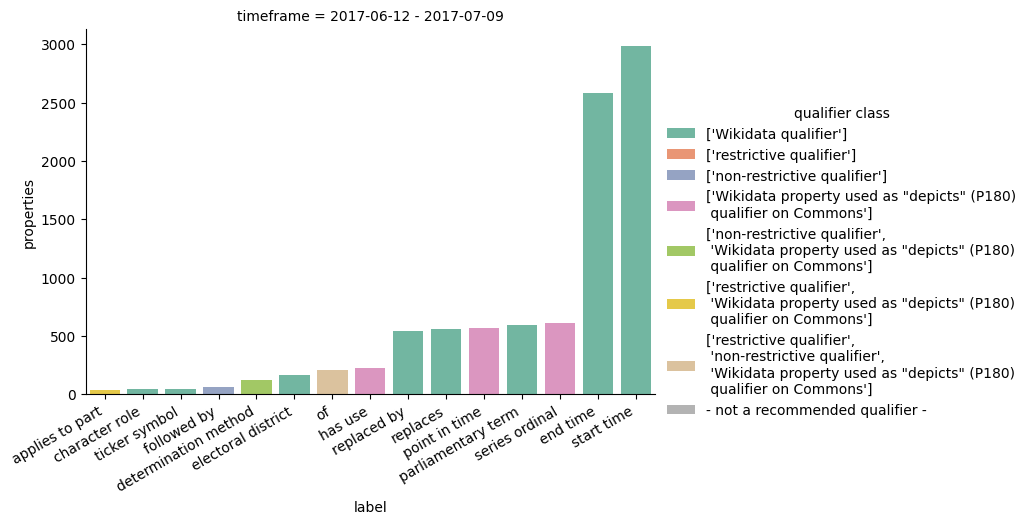 timeframe = 2017-06-12 - 2017-07-09
3000
2500
2000
1500
1000
500
0
properties
applies to part
character role
ticker symbol
followed by
determination method
electoral district
of
has use
replaced by
replaces
point in time
parliamentary term
series ordinal
end time
start time
label
qualifier class
['Wikidata qualifier']
['restrictive qualifier']
['non-restrictive qualifier']
['Wikidata property used as "depicts" (P180)
qualifier on Commons']
['non-restrictive qualifier',
'Wikidata property used as "depicts" (P180)
qualifier on Commons']
['restrictive qualifier',
'Wikidata property used as "depicts" (P180)
qualifier on Commons']
['restrictive qualifier',
'non-restrictive qualifier',
'Wikidata property used as "depicts" (P180)
qualifier on Commons']
- not a recommended qualifier -